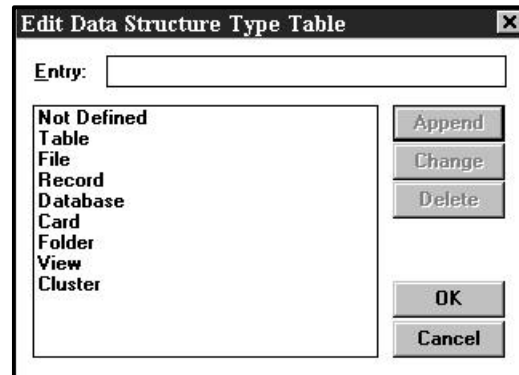 Edit Data Structure Type Table
Entry:
Not Defined
Table
File
Record
Database
Card
Folder
View
Cluster
Append
Change
Delete
OK
Cancel